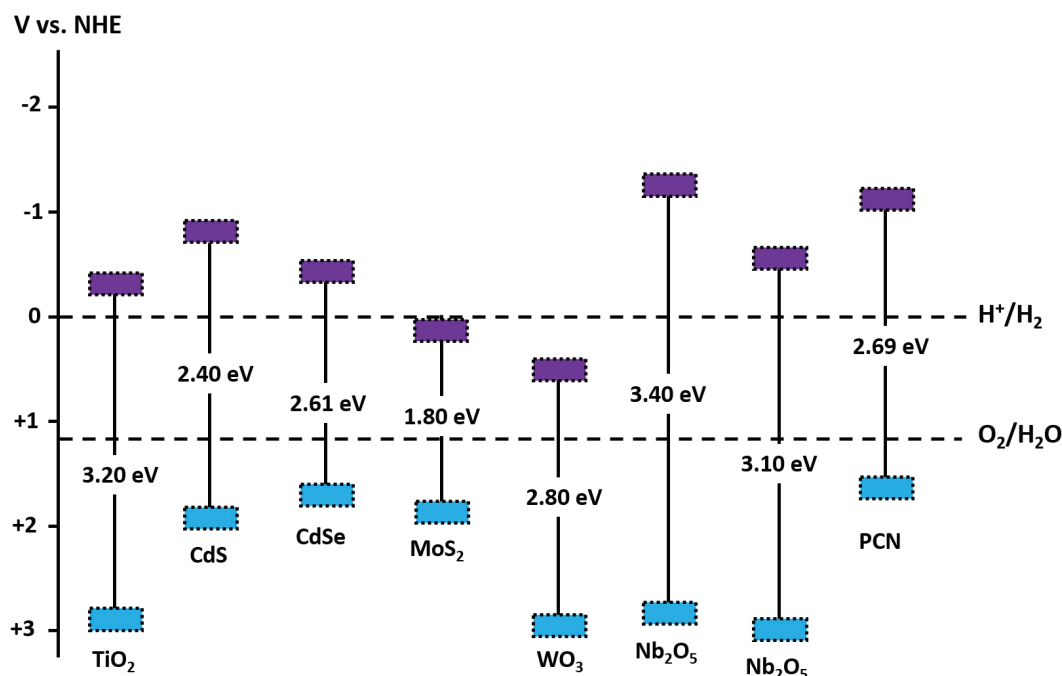 V vs. NHE
-2
-1
0
+1
+2
+3
H⁺/H₂
O₂/H₂O
3.20 eV
2.40 eV
2.61 eV
1.80 eV
2.80 eV
3.40 eV
3.10 eV
2.69 eV
TiO₂
CdS
CdSe
MoS₂
WO₃
Nb₂O₅
Nb₂O₅
PCN